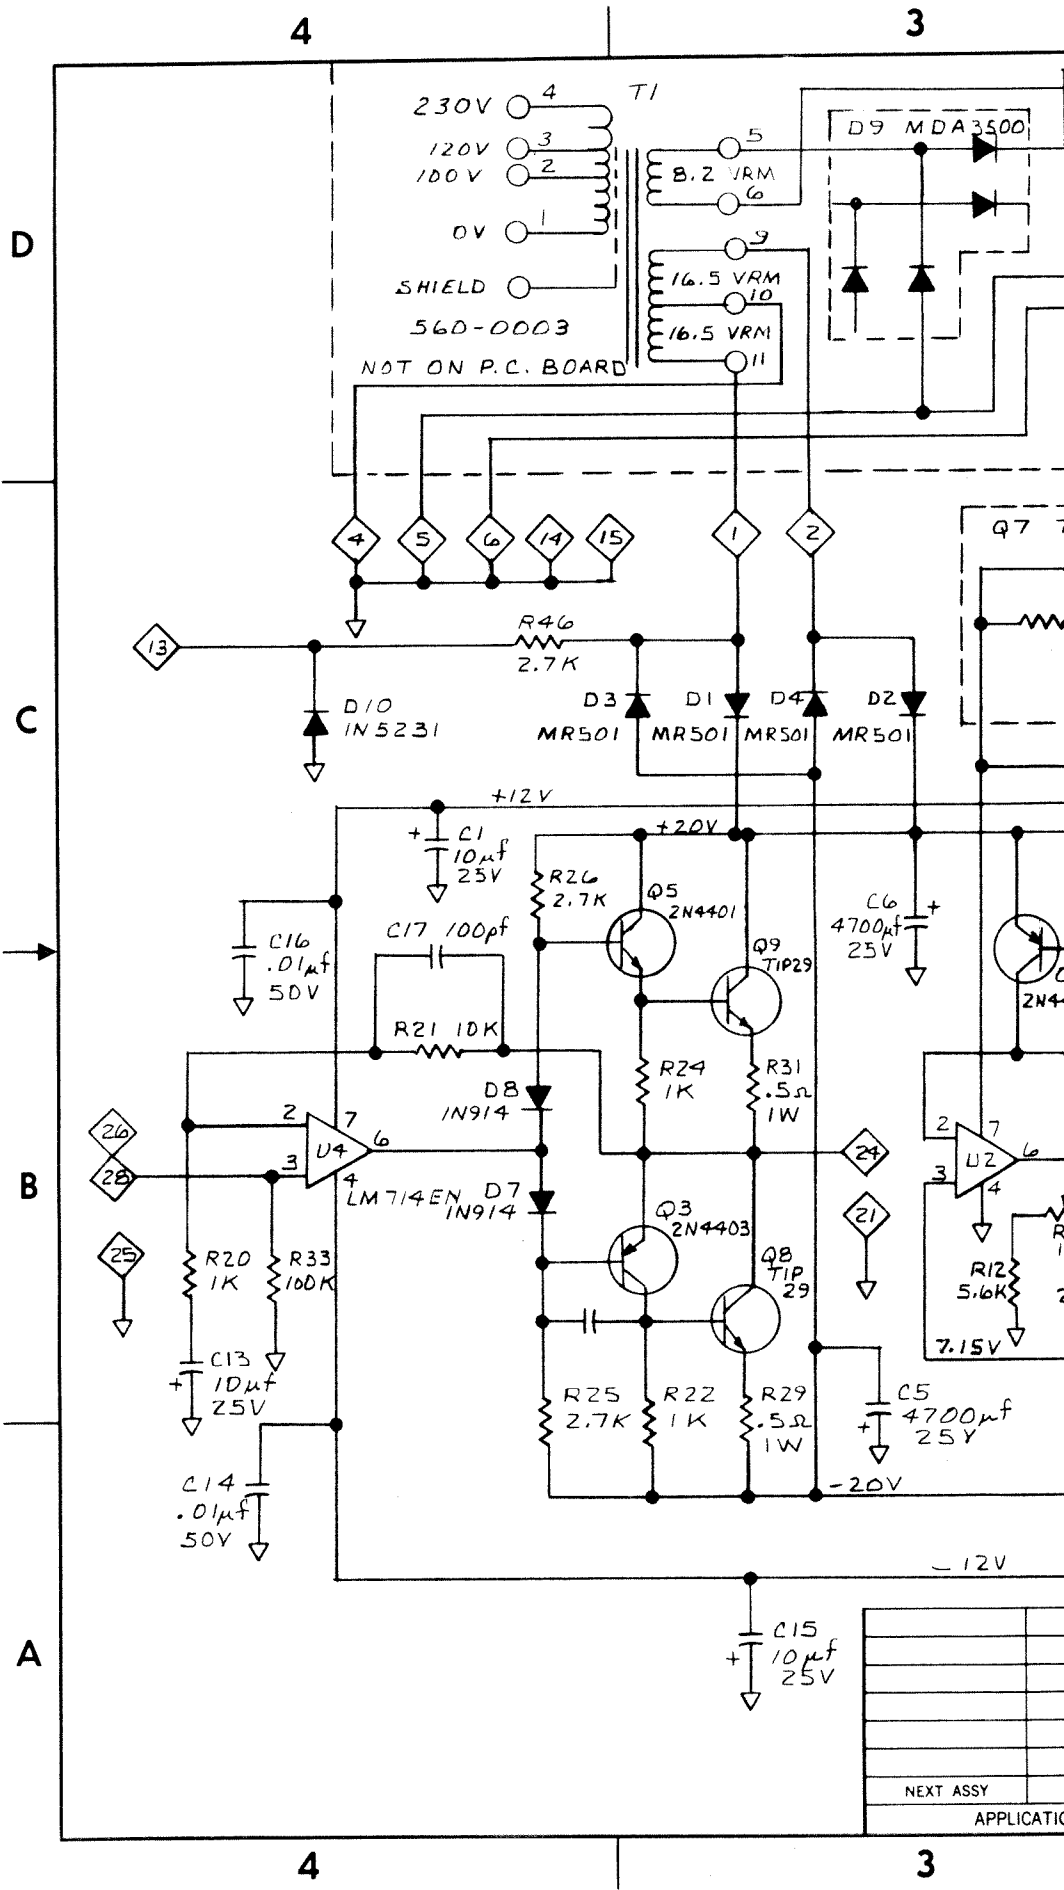 4
3
230V
4
T1
120V
3
100V
2
0V
1
SHIELD
560-0003
NOT ON P.C. BOARD
5
8.2 VRM
6
9
16.5 VRM
10
16.5 VRM
11
D9 MDA3500
D
4
5
6
14
15
1
2
Q7
13
R46
2.7K
D10
1N5231
D3
MR501
D1
MR501
D4
MR501
D2
MR501
C
+12V
+20V
+
C1
10µf
25V
R26
2.7K
Q5
2N4401
C6
4700µf
25V
+
C16
.01µf
50V
C17 100pf
Q9
TIP29
2N44
R21 10K
R24
1K
R31
.5Ω
1W
D8
1N914
26
28
2
3
7
U4
6
4
LM714EN
D7
1N914
24
21
2
3
7
U2
6
4
B
25
R20
1K
R33
100K
Q3
2N4403
Q8
TIP
29
R12
5.6K
7.15V
C13
10µf
25V
+
R25
2.7K
R22
1K
R29
.5Ω
1W
C5
4700µf
25V
+
C14
.01µf
50V
-20V
-12V
C15
10µf
25V
+
A
NEXT ASSY
4
3